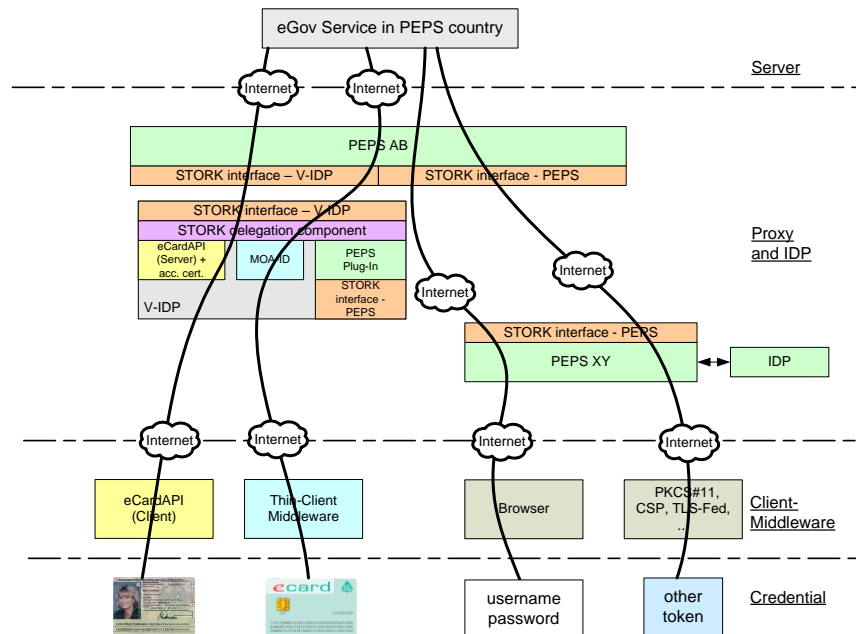 eGov Service in PEPS country
Server
Internet
Internet
PEPS AB
STORK interface – V-IDP
STORK interface - PEPS
STORK interface – V-IDP
STORK delegation component
eCardAPI
(Server) +
acc. cert.
MOA-ID
PEPS
Plug-In
Proxy
and IDP
STORK
interface -
PEPS
V-IDP
Internet
Internet
STORK interface - PEPS
PEPS XY
IDP
Internet
Internet
Internet
Internet
eCardAPI
(Client)
Thin-Client
Middleware
Browser
PKCS#11,
CSP, TLS-Fed,
..
Client-
Middleware
ecard
username
password
other
token
Credential